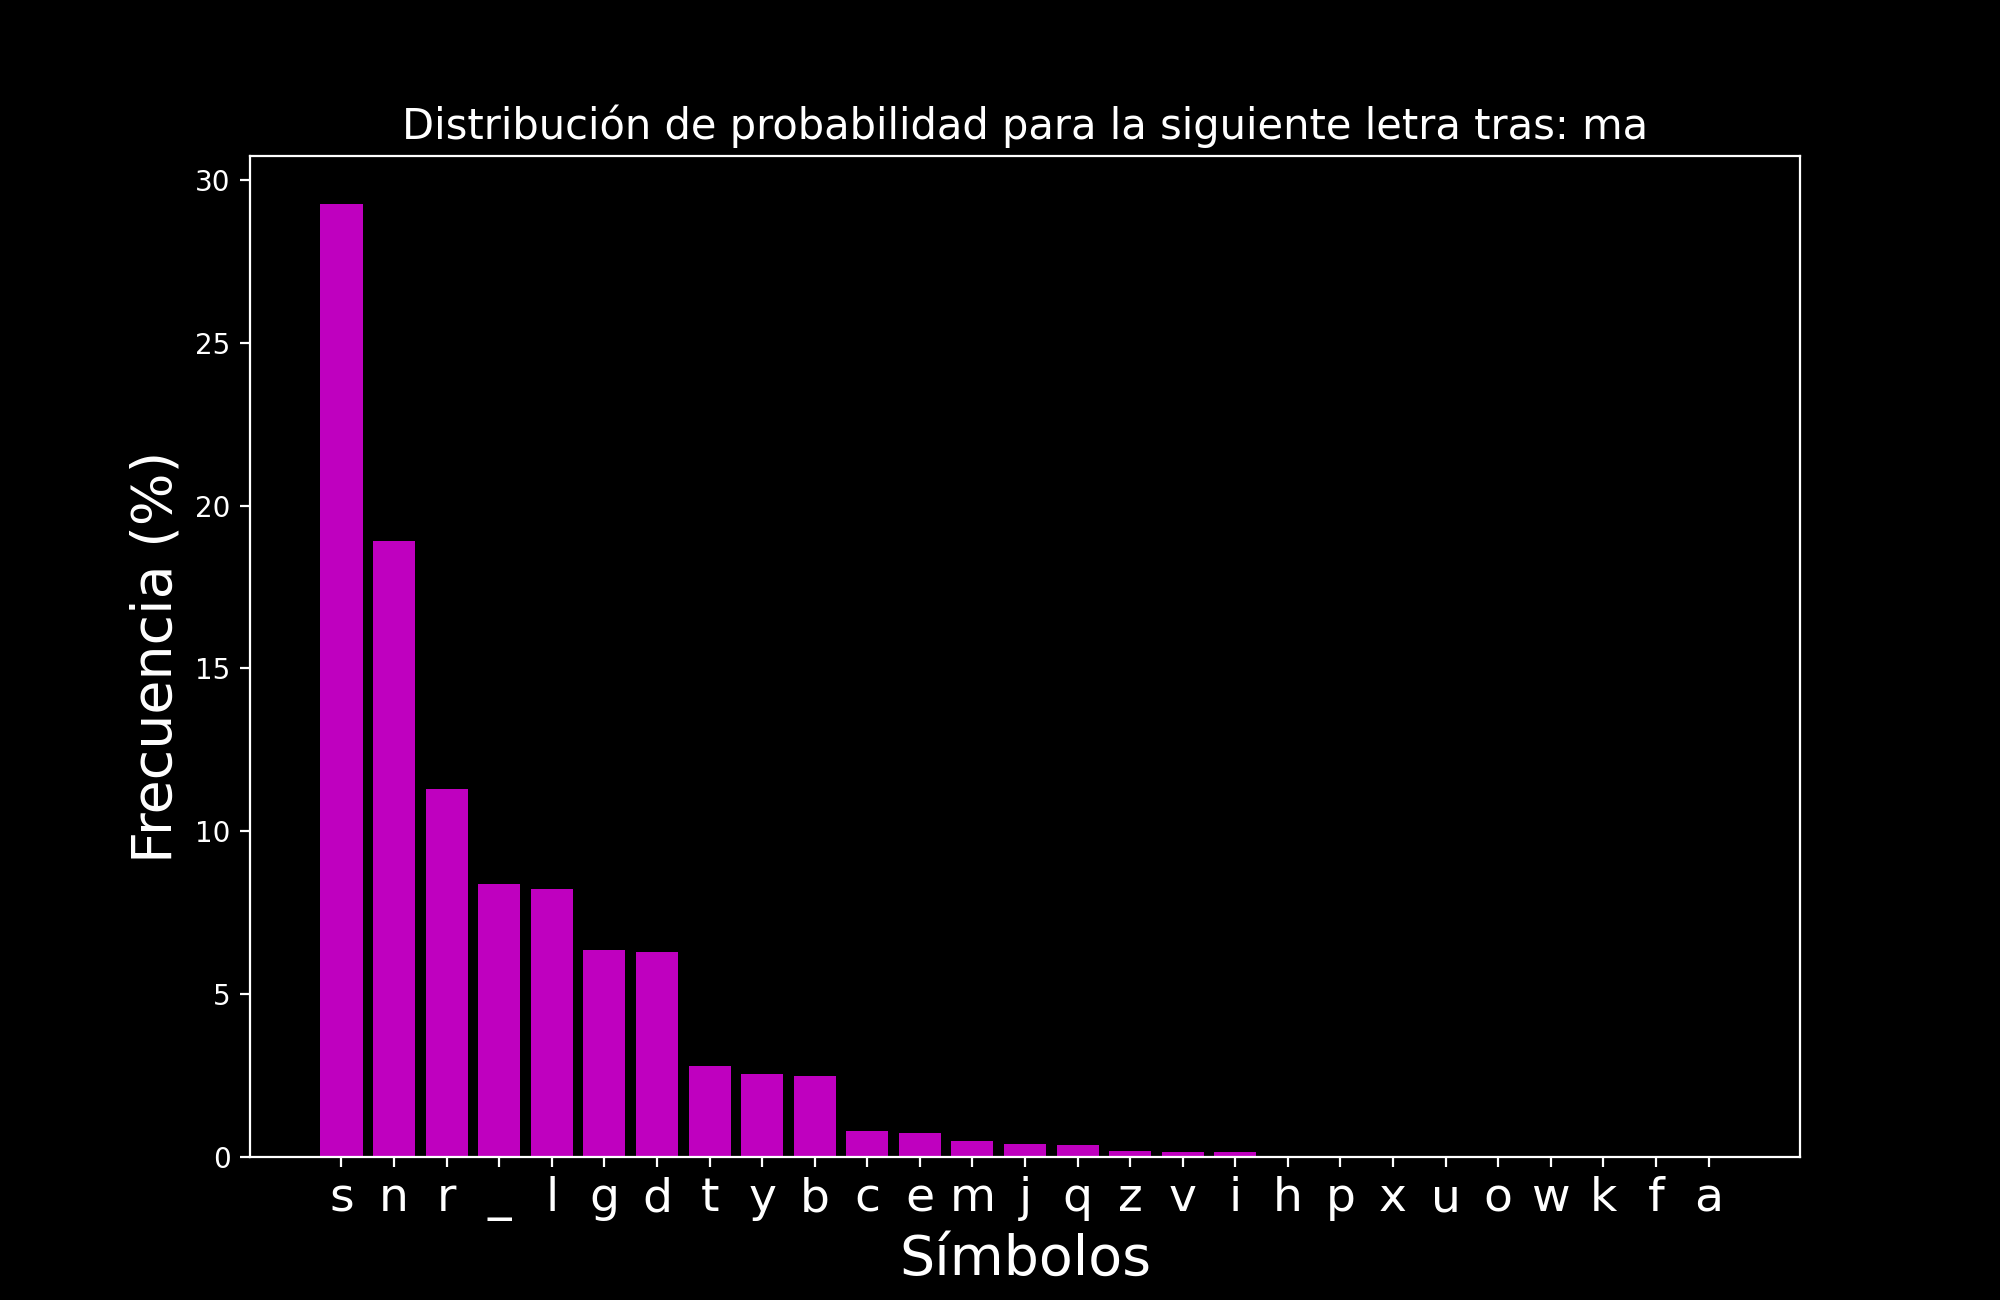 Distribución de probabilidad para la siguiente letra tras: ma
30
25
20
15
10
5
0
Frecuencia (%)
s n r _ l g d t y b c e m j q z v i h p x u o w k f a
Símbolos